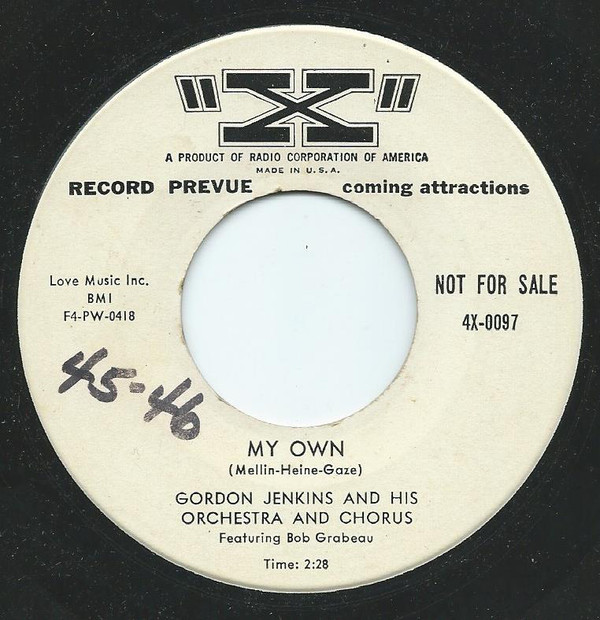 "X"
A PRODUCT OF RADIO CORPORATION OF AMERICA
MADE IN U.S.A.
RECORD PREVUE coming attractions
Love Music Inc.
BMI
F4-PW-0418
NOT FOR SALE
4X-0097
45-46
MY OWN
(Mellin-Heine-Gaze)
GORDON JENKINS AND HIS
ORCHESTRA AND CHORUS
Featuring Bob Grabeau
Time: 2:28